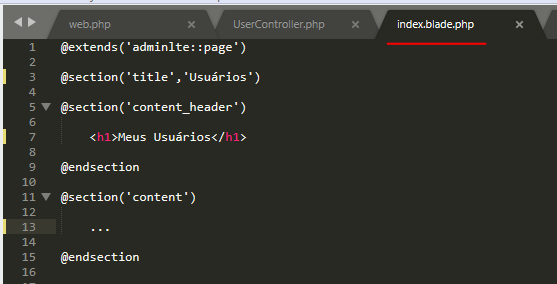 web.php UserController.php index.blade.php
1 @extends('adminlte::page')
2
3 @section('title','Usuários')
4
5 @section('content_header')
6
7 <h1>Meus Usuários</h1>
8
9 @endsection
10
11 @section('content')
12
13 ...
14
15 @endsection
16